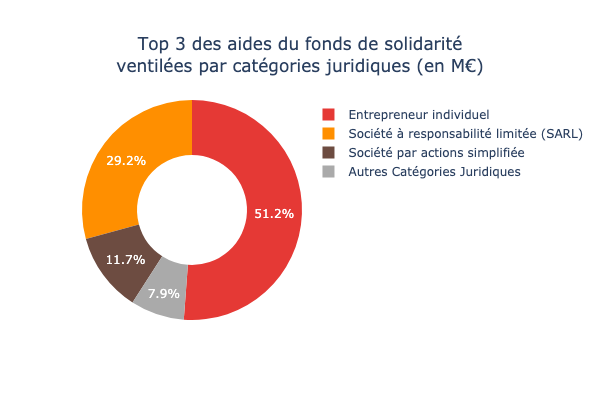 Top 3 des aides du fonds de solidarité
ventilées par catégories juridiques (en M€)
Entrepreneur individuel
Société à responsabilité limitée (SARL)
Société par actions simplifiée
Autres Catégories Juridiques
29.2%
51.2%
11.7%
7.9%